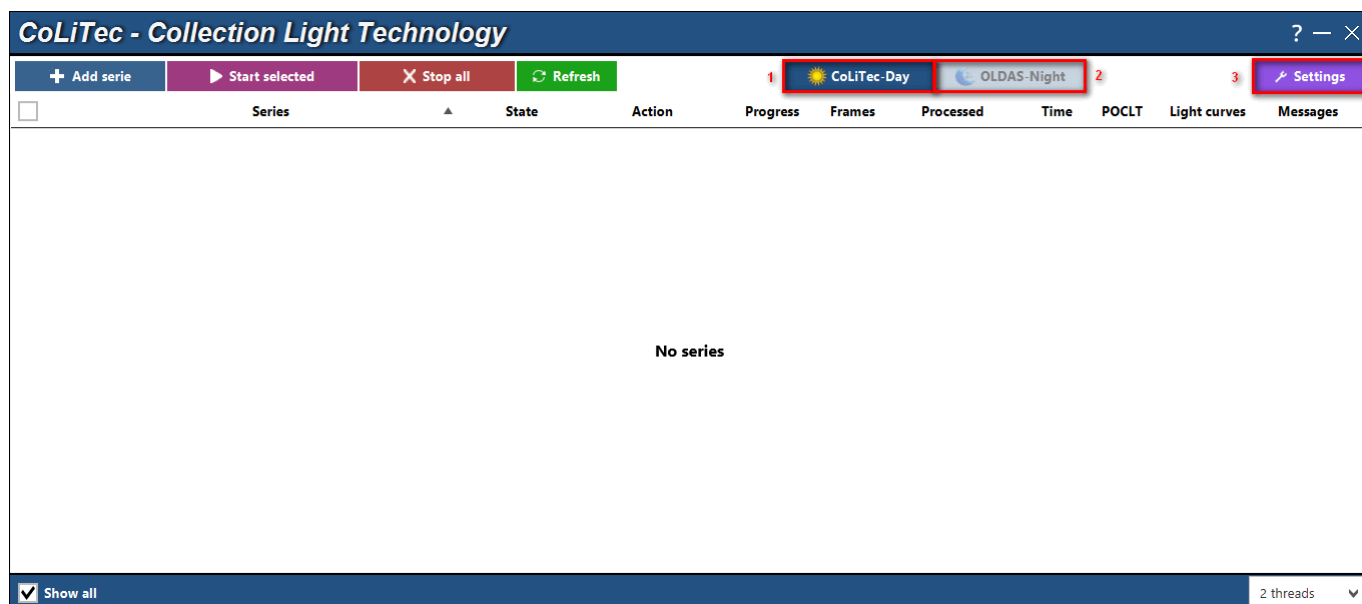 CoLiTec - Collection Light Technology ?
Add serie Start selected Stop all Refresh 1 CoLiTec-Day OLDAS-Night 2 3 Settings
Series State Action Progress Frames Processed Time POCLT Light curves Messages
No series
Show all 2 threads